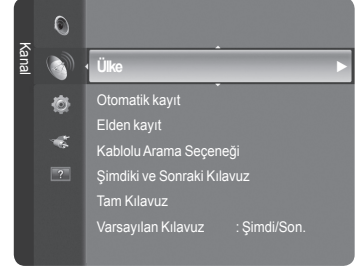 Kanal
Ülke
Otomatik kayıt
Elden kayıt
Kablolu Arama Seçeneği
Şimdiki ve Sonraki Kılavuz
Tam Kılavuz
Varsayılan Kılavuz : Şimdi/Son.